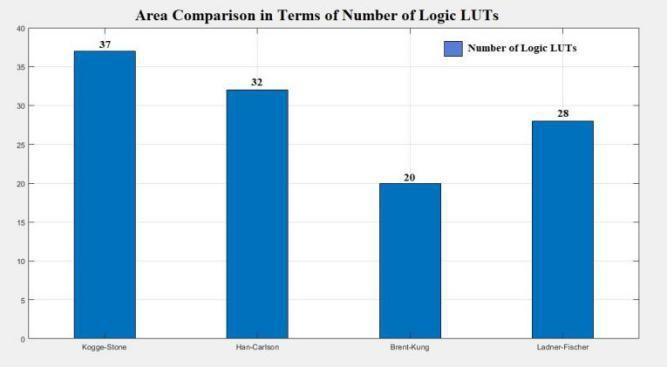 Area Comparison in Terms of Number of Logic LUTs
40
35
30
25
20
15
10
5
0
37
32
20
28
Number of Logic LUTs
Kogge-Stone
Han-Carlson
Brent-Kung
Ladner-Fischer